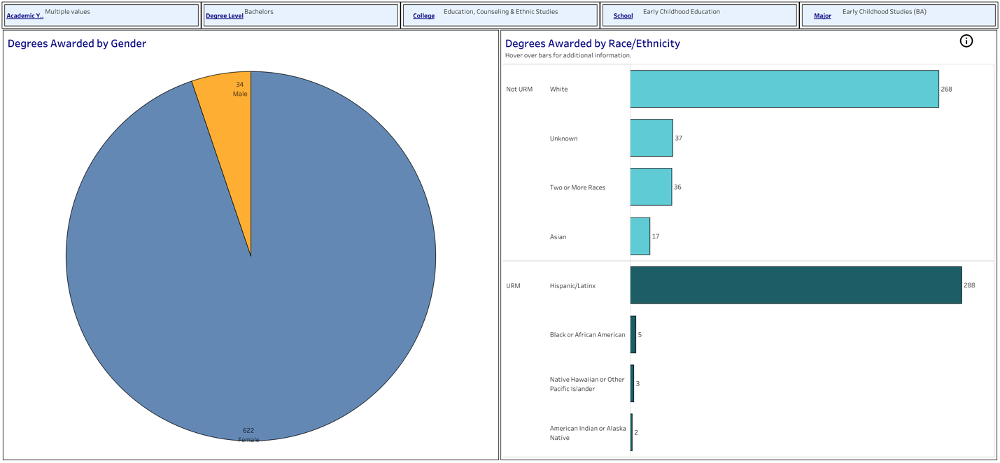 Academic Y.. Multiple values
Degree Level Bachelors
College Education, Counseling & Ethnic Studies
School Early Childhood Education
Major Early Childhood Studies (BA)
Degrees Awarded by Gender
34
Male
622
Female
Degrees Awarded by Race/Ethnicity
Hover over bars for additional information.
Not URM White 268
Unknown 37
Two or More Races 36
Asian 17
URM Hispanic/Latinx 288
Black or African American 5
Native Hawaiian or Other
Pacific Islander 3
American Indian or Alaska
Native 2